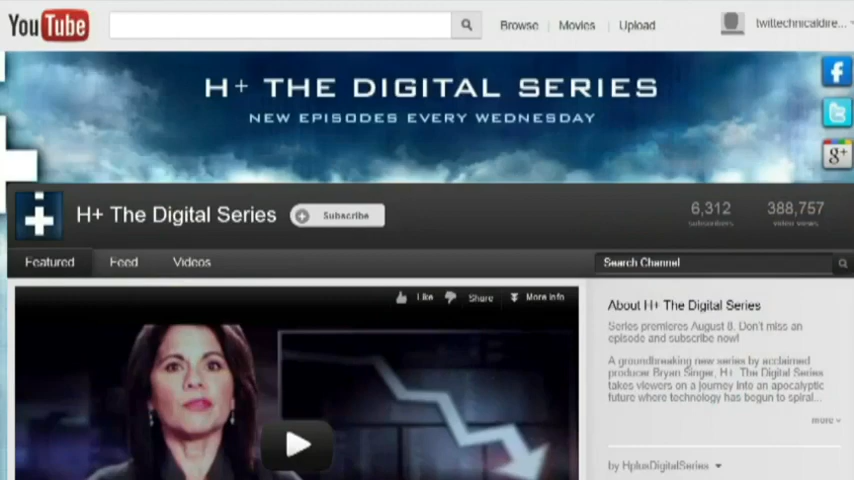 YouTube
Browse | Movies | Upload
twittechnicaldire...
H+ THE DIGITAL SERIES
NEW EPISODES EVERY WEDNESDAY
H+ The Digital Series
Subscribe
6,312
subscribers
388,757
video views
Featured
Feed
Videos
Search Channel
Like
Share
More info
About H+ The Digital Series
Series premieres August 8. Don't miss an
episode and subscribe now!
A groundbreaking new series by acclaimed
producer Bryan Singer, H+ The Digital Series
takes viewers on a journey into an apocalyptic
future where technology has begun to spiral...
more
by HplusDigitalSeries